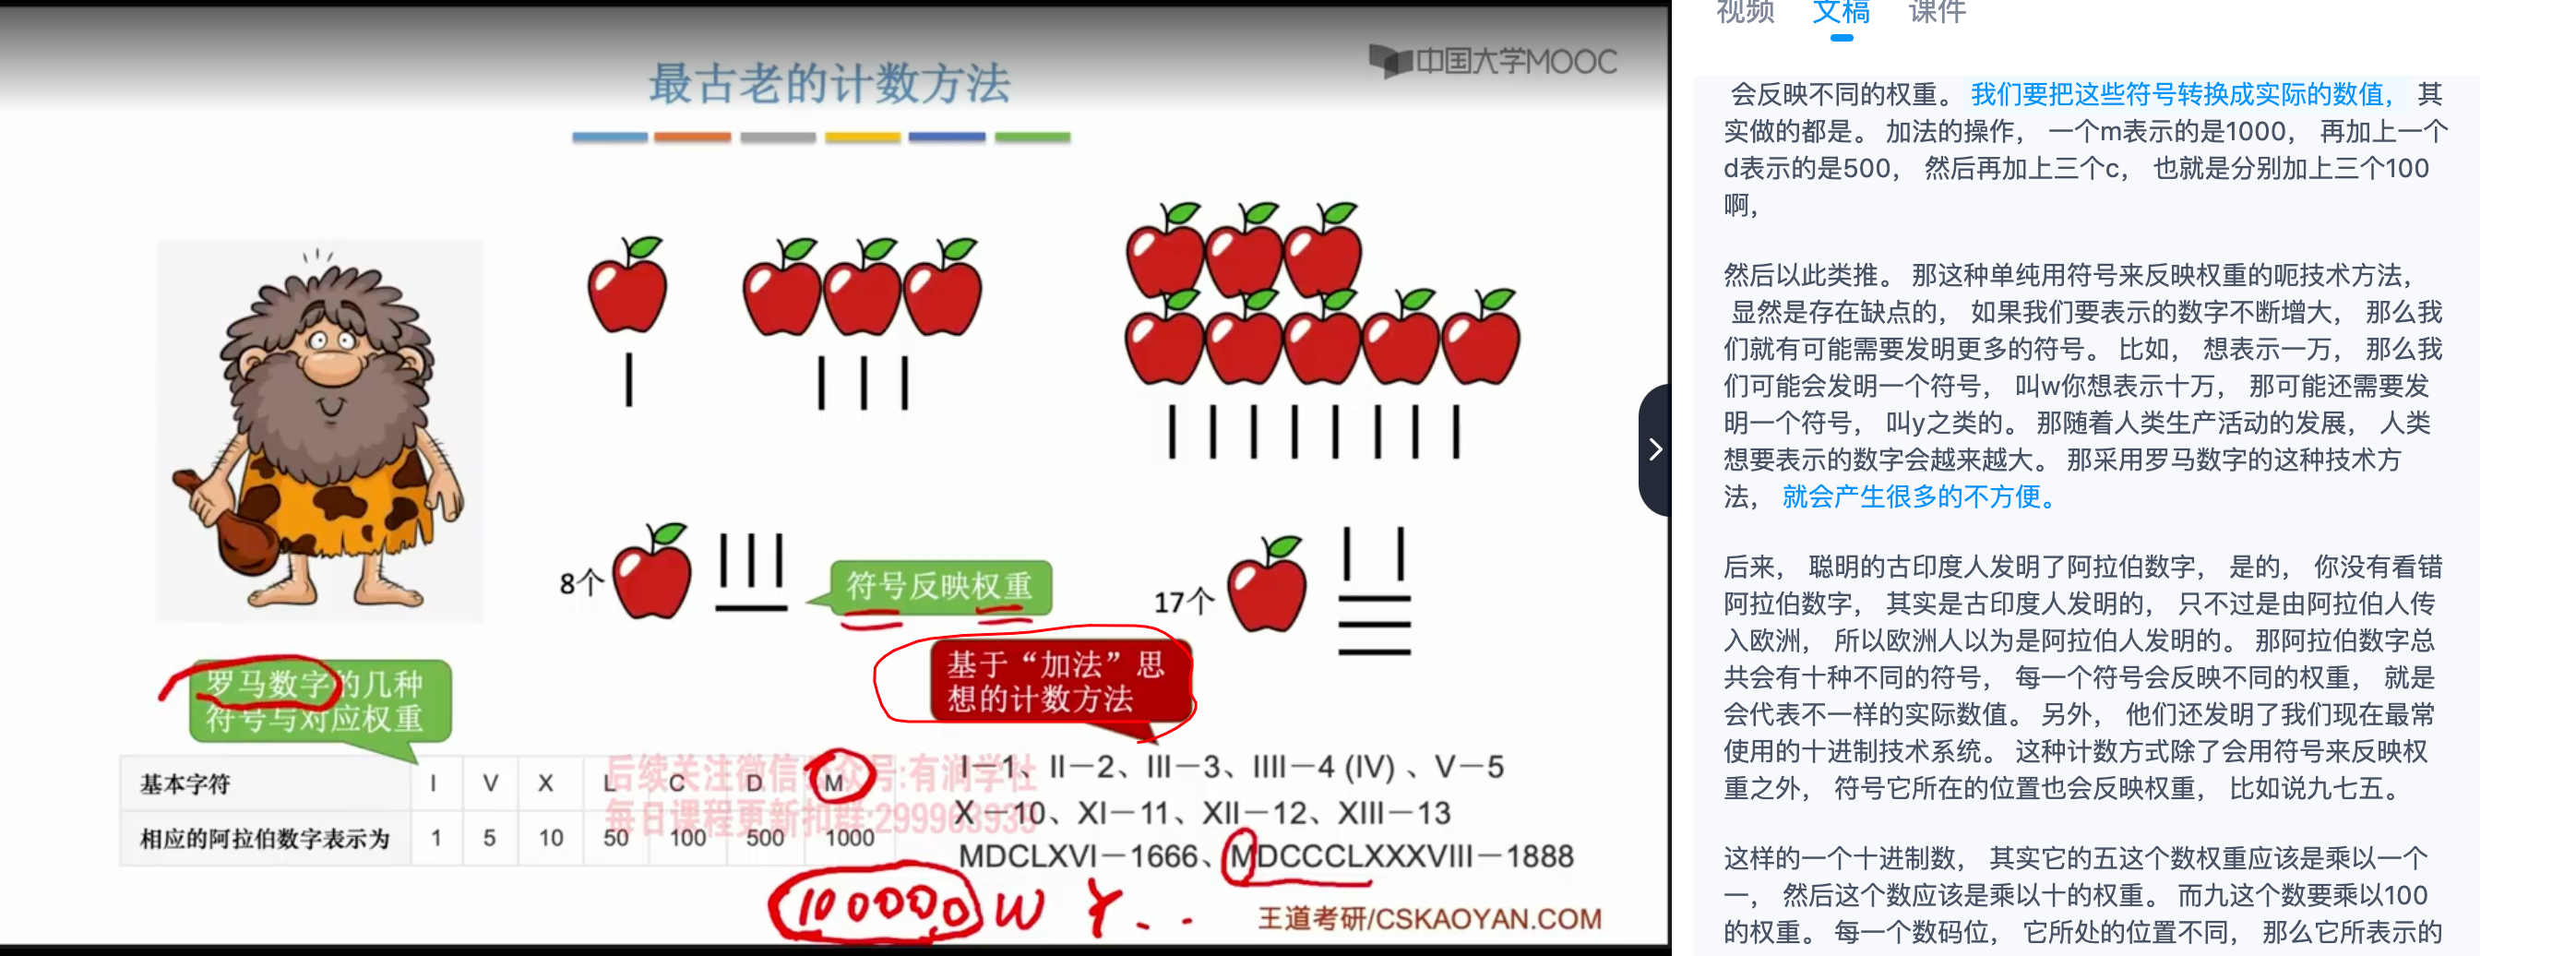 最古老的计数方法
中国大学MOOC
8个
符号反映权重
17个
罗马数字的几种
符号与对应权重
基于“加法”思
想的计数方法
基本字符 I V X L C D M
相应的阿拉伯数字表示为 1 5 10 50 100 500 1000
后续关注微信公众号:有润学社
每日课程更新扣群:299903939
I－1、II－2、III－3、IIII－4 (IV) 、V－5
X－10、XI－11、XII－12、XIII－13
MDCLXVI－1666、MDCCCLXXXVIII－1888
100000 W Y . .
王道考研/CSKAOYAN.COM
视频 文稿 课件
会反映不同的权重。 我们要把这些符号转换成实际的数值， 其
实做的都是。 加法的操作， 一个m表示的是1000， 再加上一个
d表示的是500， 然后再加上三个c， 也就是分别加上三个100
啊，
然后以此类推。 那这种单纯用符号来反映权重的呃技术方法，
显然是存在缺点的， 如果我们要表示的数字不断增大， 那么我
们就有可能需要发明更多的符号。 比如， 想表示一万， 那么我
们可能会发明一个符号， 叫w你想表示十万， 那可能还需要发
明一个符号， 叫y之类的。 那随着人类生产活动的发展， 人类
想要表示的数字会越来越大。 那采用罗马数字的这种技术方
法， 就会产生很多的不方便。
后来， 聪明的古印度人发明了阿拉伯数字， 是的， 你没有看错
阿拉伯数字， 其实是古印度人发明的， 只不过是由阿拉伯人传
入欧洲， 所以欧洲人以为是阿拉伯人发明的。 那阿拉伯数字总
共会有十种不同的符号， 每一个符号会反映不同的权重， 就是
会代表不一样的实际数值。 另外， 他们还发明了我们现在最常
使用的十进制技术系统。 这种计数方式除了会用符号来反映权
重之外， 符号它所在的位置也会反映权重， 比如说九七五。
这样的一个十进制数， 其实它的五这个数权重应该是乘以一个
一， 然后这个数应该是乘以十的权重。 而九这个数要乘以100
的权重。 每一个数码位， 它所处的位置不同， 那么它所表示的